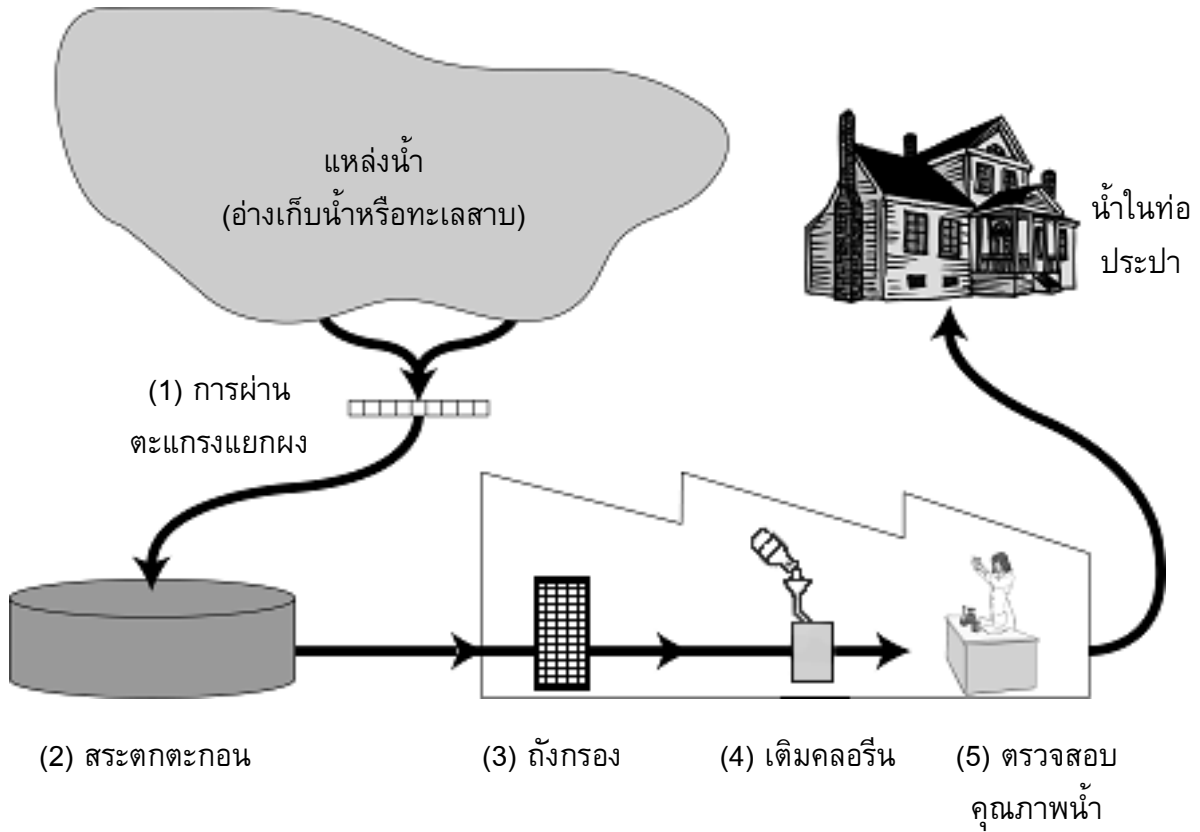 แหล่งน้ำ
(อ่างเก็บน้ำหรือทะเลสาบ)
น้ำในท่อ
ประปา
(1) การผ่าน
ตะแกรงแยกผง
(2) สระตกตะกอน
(3) ถังกรอง
(4) เติมคลอรีน
(5) ตรวจสอบ
คุณภาพน้ำ